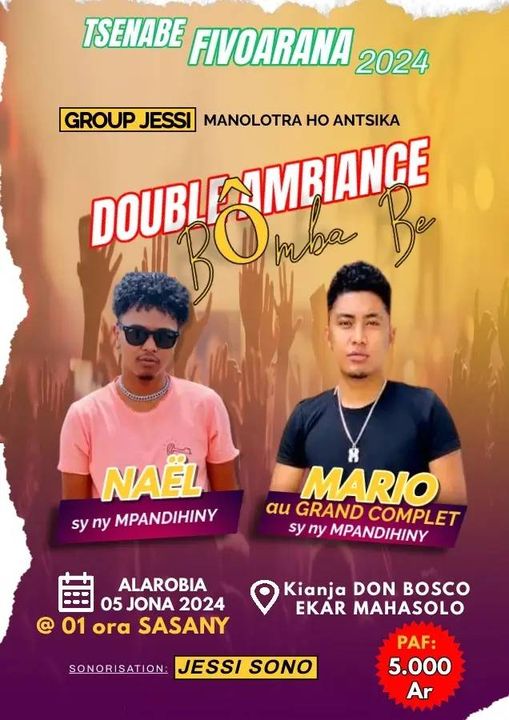 TSENABE FIVOARANA 2024
GROUP JESSI MANOLOTRA HO ANTSIKA
DOUBLE AMBIANCE
BÔmba Be
NAËL
sy ny MPANDIHINY
MARIO
au GRAND COMPLET
sy ny MPANDIHINY
ALAROBIA
05 JONA 2024
@ 01 ora SASANY
Kianja DON BOSCO
EKAR MAHASOLO
PAF:
5.000
Ar
SONORISATION: JESSI SONO